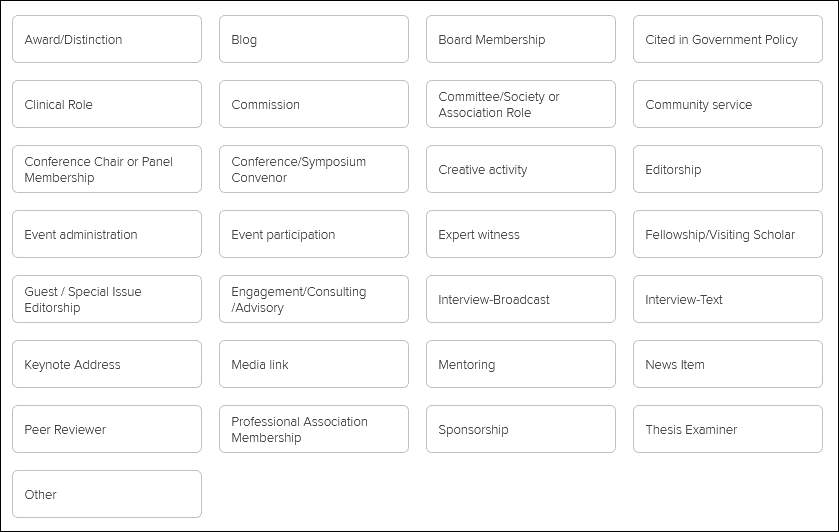 Award/Distinction
Blog
Board Membership
Cited in Government Policy
Clinical Role
Commission
Committee/Society or
Association Role
Community service
Conference Chair or Panel
Membership
Conference/Symposium
Convenor
Creative activity
Editorship
Event administration
Event participation
Expert witness
Fellowship/Visiting Scholar
Guest / Special Issue
Editorship
Engagement/Consulting
/Advisory
Interview-Broadcast
Interview-Text
Keynote Address
Media link
Mentoring
News Item
Peer Reviewer
Professional Association
Membership
Sponsorship
Thesis Examiner
Other